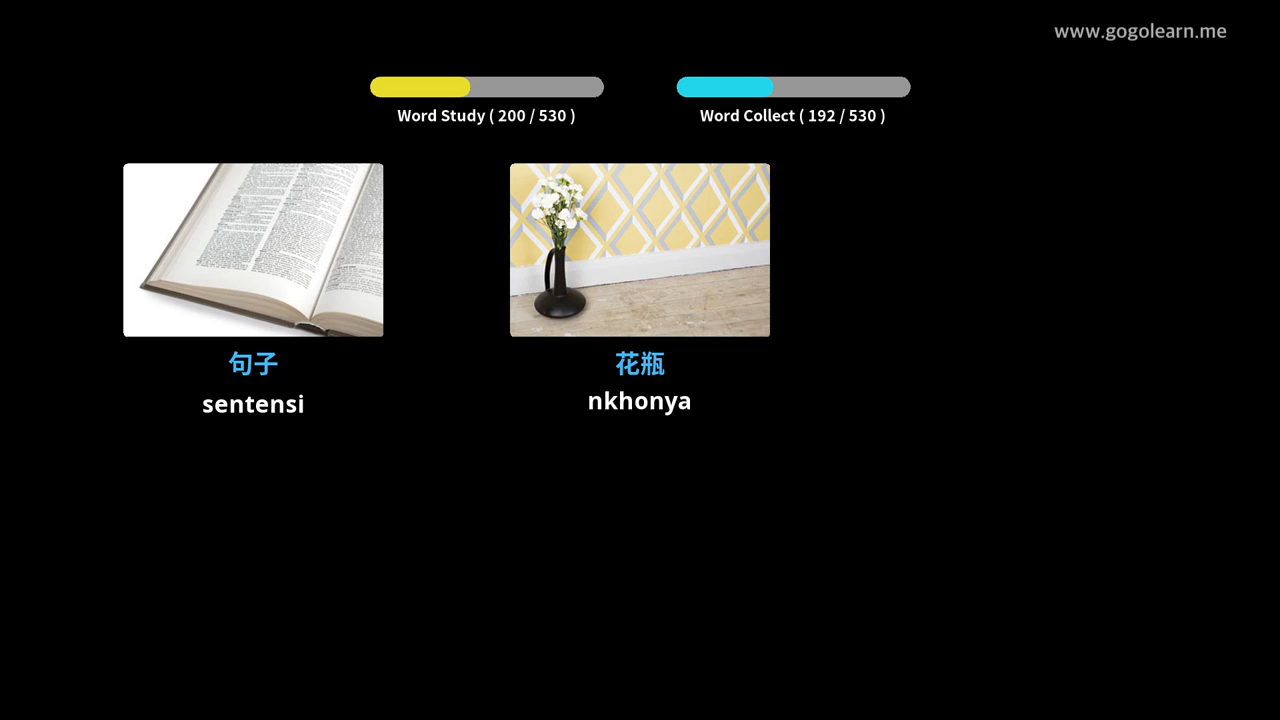 www.gogolearn.me
Word Study ( 200 / 530 )
Word Collect ( 192 / 530 )
句子
sentensi
花瓶
nkhonya